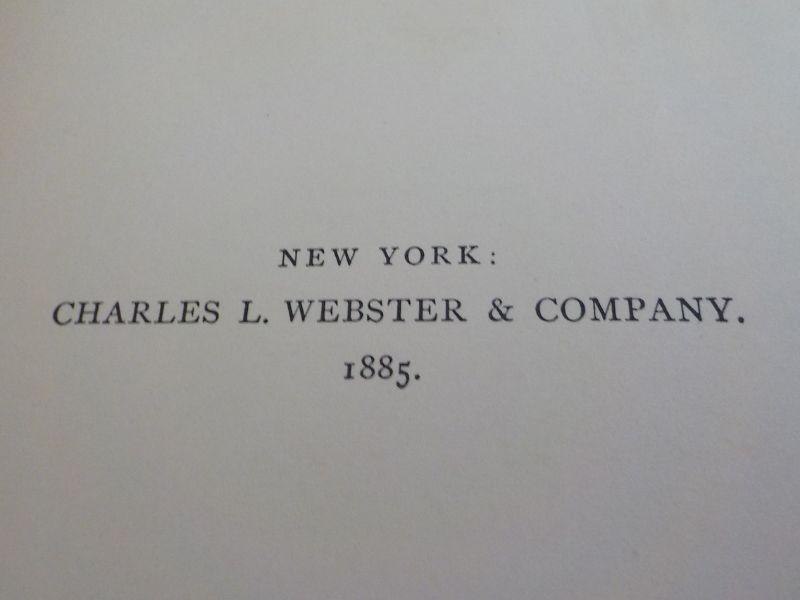 NEW YORK:
CHARLES L. WEBSTER & COMPANY.
1885.